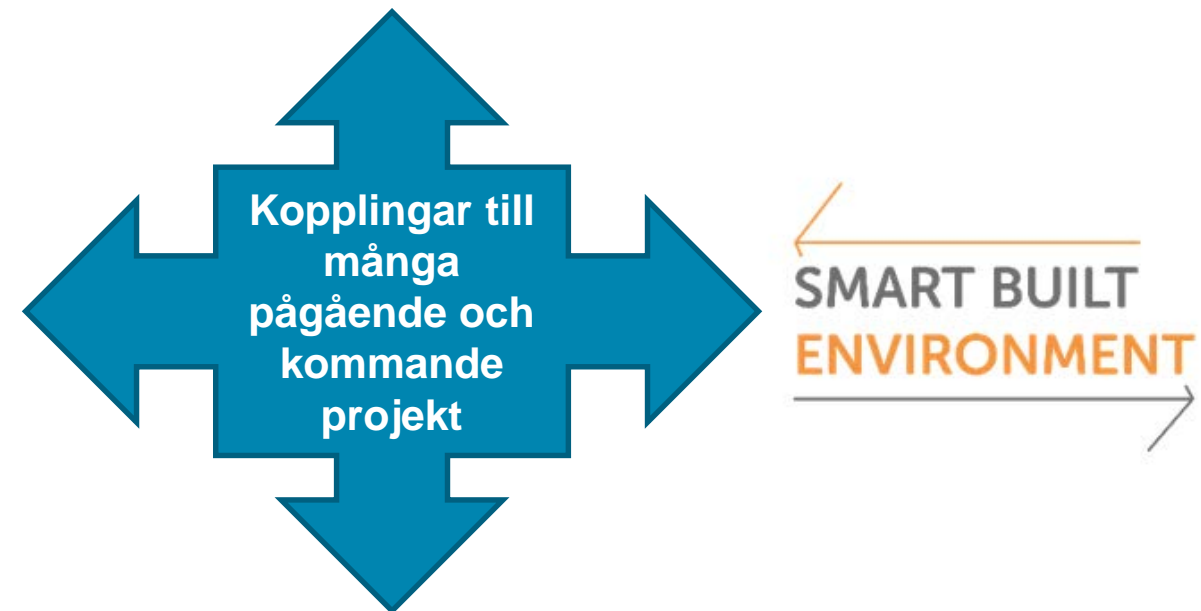 Kopplingar till
många
pågående och
kommande
projekt
SMART BUILT
ENVIRONMENT